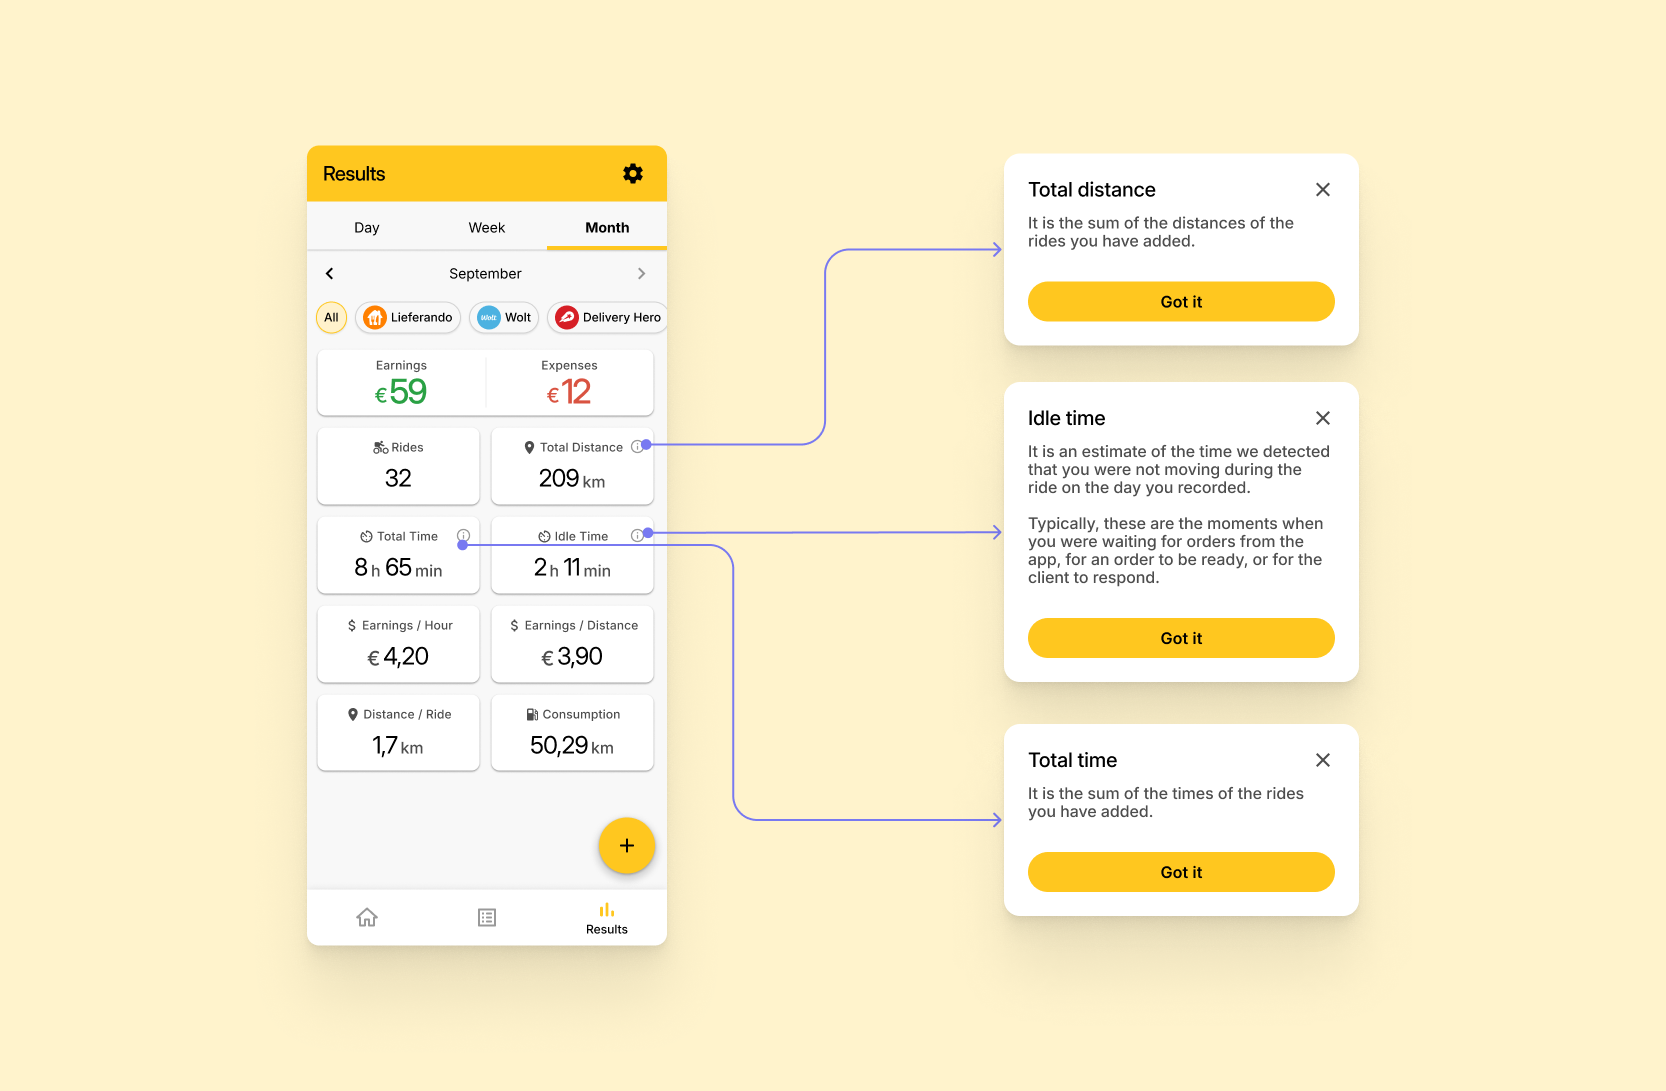 Results
Day Week Month
September
All Lieferando Wolt Wolt Delivery Hero
Earnings Expenses
€59 €12
Rides Total Distance
32 209 km
Total Time Idle Time
8 h 65 min 2 h 11 min
$ Earnings / Hour $ Earnings / Distance
€ 4,20 € 3,90
Distance / Ride Consumption
1,7 km 50,29 km
+
Results
Total distance
It is the sum of the distances of the
rides you have added.
Got it
Idle time
It is an estimate of the time we detected
that you were not moving during the
ride on the day you recorded.
Typically, these are the moments when
you were waiting for orders from the
app, for an order to be ready, or for the
client to respond.
Got it
Total time
It is the sum of the times of the rides
you have added.
Got it